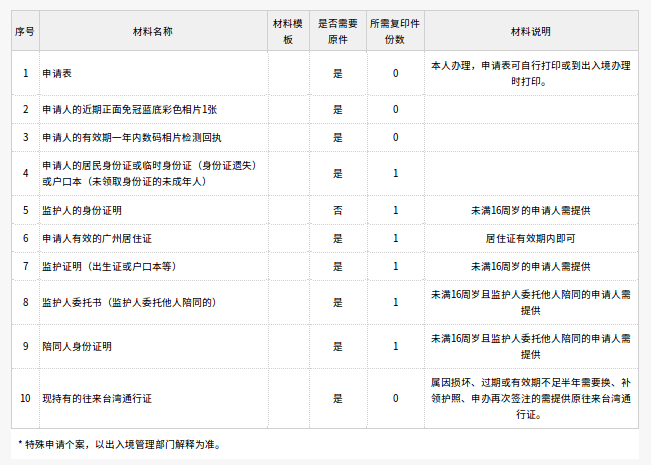 序号 材料名称 材料模 是否需要 所需复印件 材料说明
板 原件 份数
1 申请表 是 0 本人办理，申请表可自行打印或到出入境办理
时打印。
2 申请人的近期正面免冠蓝底彩色相片1张 是 0
3 申请人的有效期一年内数码相片检测回执 是 0
4 申请人的居民身份证或临时身份证（身份证遗失） 是 1
或户口本（未领取身份证的未成年人）
5 监护人的身份证明 否 1 未满16周岁的申请人需提供
6 申请人有效的广州居住证 是 1 居住证有效期内即可
7 监护证明（出生证或户口本等） 是 1 未满16周岁的申请人需提供
8 监护人委托书（监护人委托他人陪同的） 是 1 未满16周岁且监护人委托他人陪同的申请人需
提供
9 陪同人身份证明 是 1 未满16周岁且监护人委托他人陪同的申请人需
提供
10 现持有的往来台湾通行证 是 0 属因损坏、过期或有效期不足半年需要换、补
领护照、申办再次签注的需提供原往来台湾通
行证。
* 特殊申请个案，以出入境管理部门解释为准。